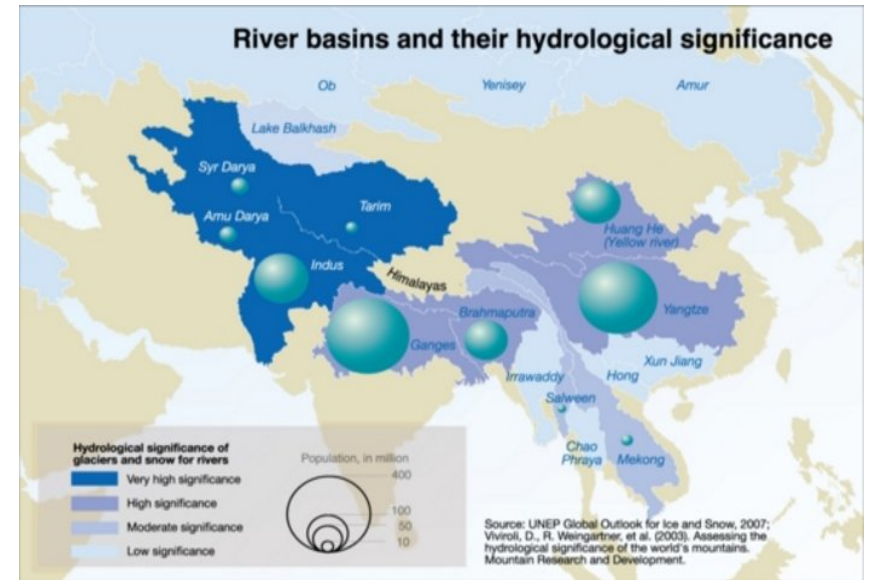 River basins and their hydrological significance
Ob
Yenisey
Amur
Lake Balkhash
Syr Darya
Tarim
Amu Darya
Huang He
(Yellow river)
Indus
Himalayas
Brahmaputra
Yangtze
Ganges
Xun Jiang
Irrawaddy
Hong
Salween
Chao
Phraya
Mekong
Hydrological significance of
glaciers and snow for rivers
Very high significance
High significance
Moderate significance
Low significance
Population, in million
400
100
50
10
Source: UNEP Global Outlook for Ice and Snow, 2007;
Viviroli, D., R. Weingartner, et al. (2003). Assessing the
hydrological significance of the world's mountains.
Mountain Research and Development.